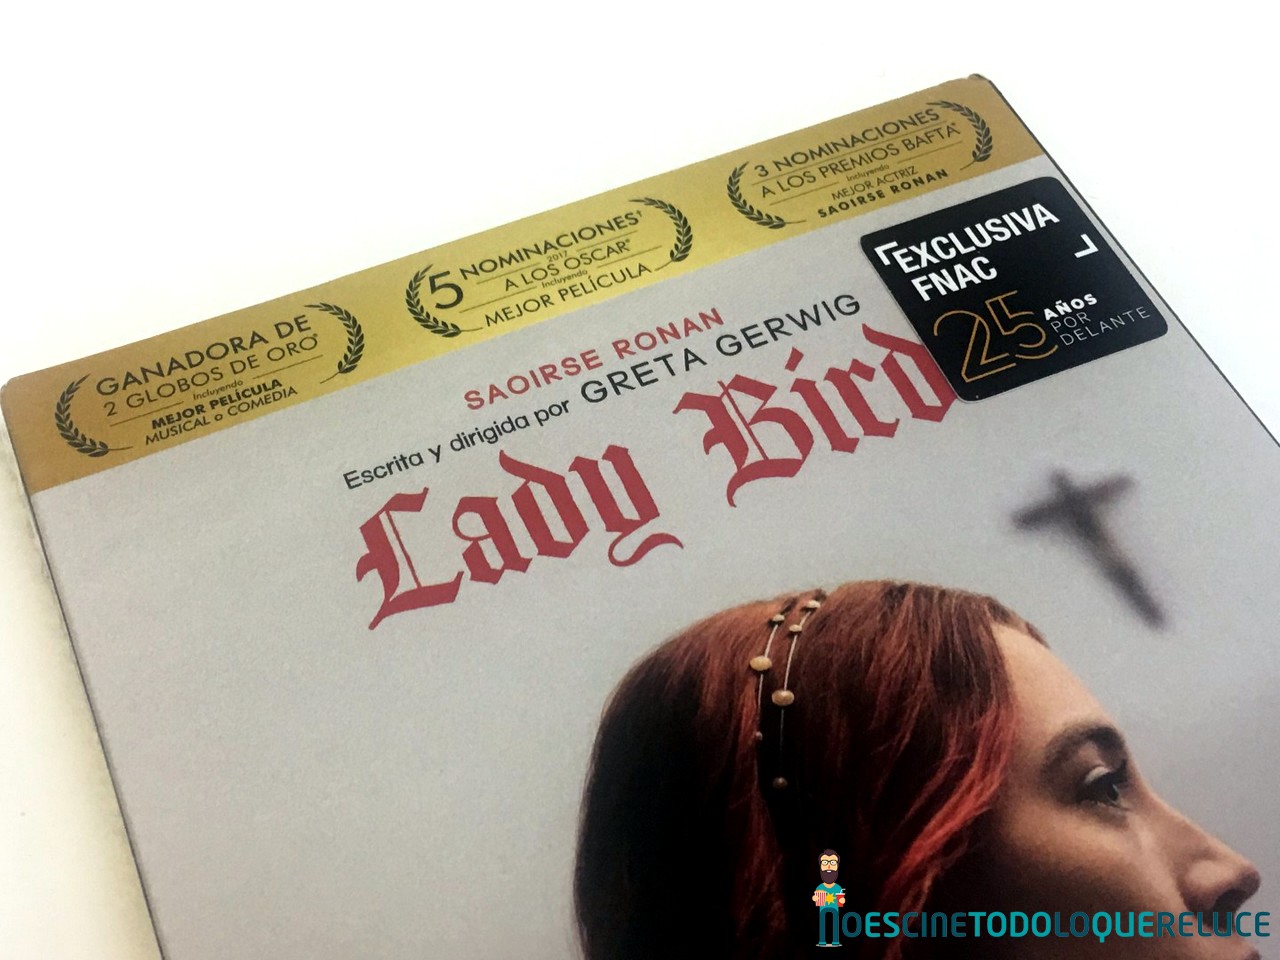 GANADORA DE
2 GLOBOS DE ORO®
Incluyendo
MEJOR PELÍCULA
MUSICAL o COMEDIA
5 NOMINACIONES†
2017
A LOS OSCAR®
Incluyendo
MEJOR PELÍCULA
3 NOMINACIONES
A LOS PREMIOS BAFTA*
Incluyendo
MEJOR ACTRIZ
SAOIRSE RONAN
EXCLUSIVA
FNAC
25 AÑOS
POR
DELANTE
SAOIRSE RONAN
Escrita y dirigida por GRETA GERWIG
Lady Bird
NOESCINETODOLOQUERELUCE